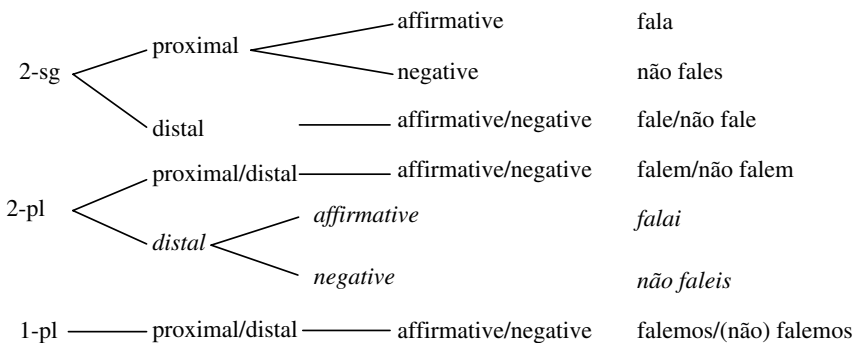 affirmative fala
proximal
2-sg negative não fales
distal affirmative/negative fale/não fale
proximal/distal affirmative/negative falem/não falem
2-pl affirmative falai
distal
negative não faleis
1-pl proximal/distal affirmative/negative falemos/(não) falemos